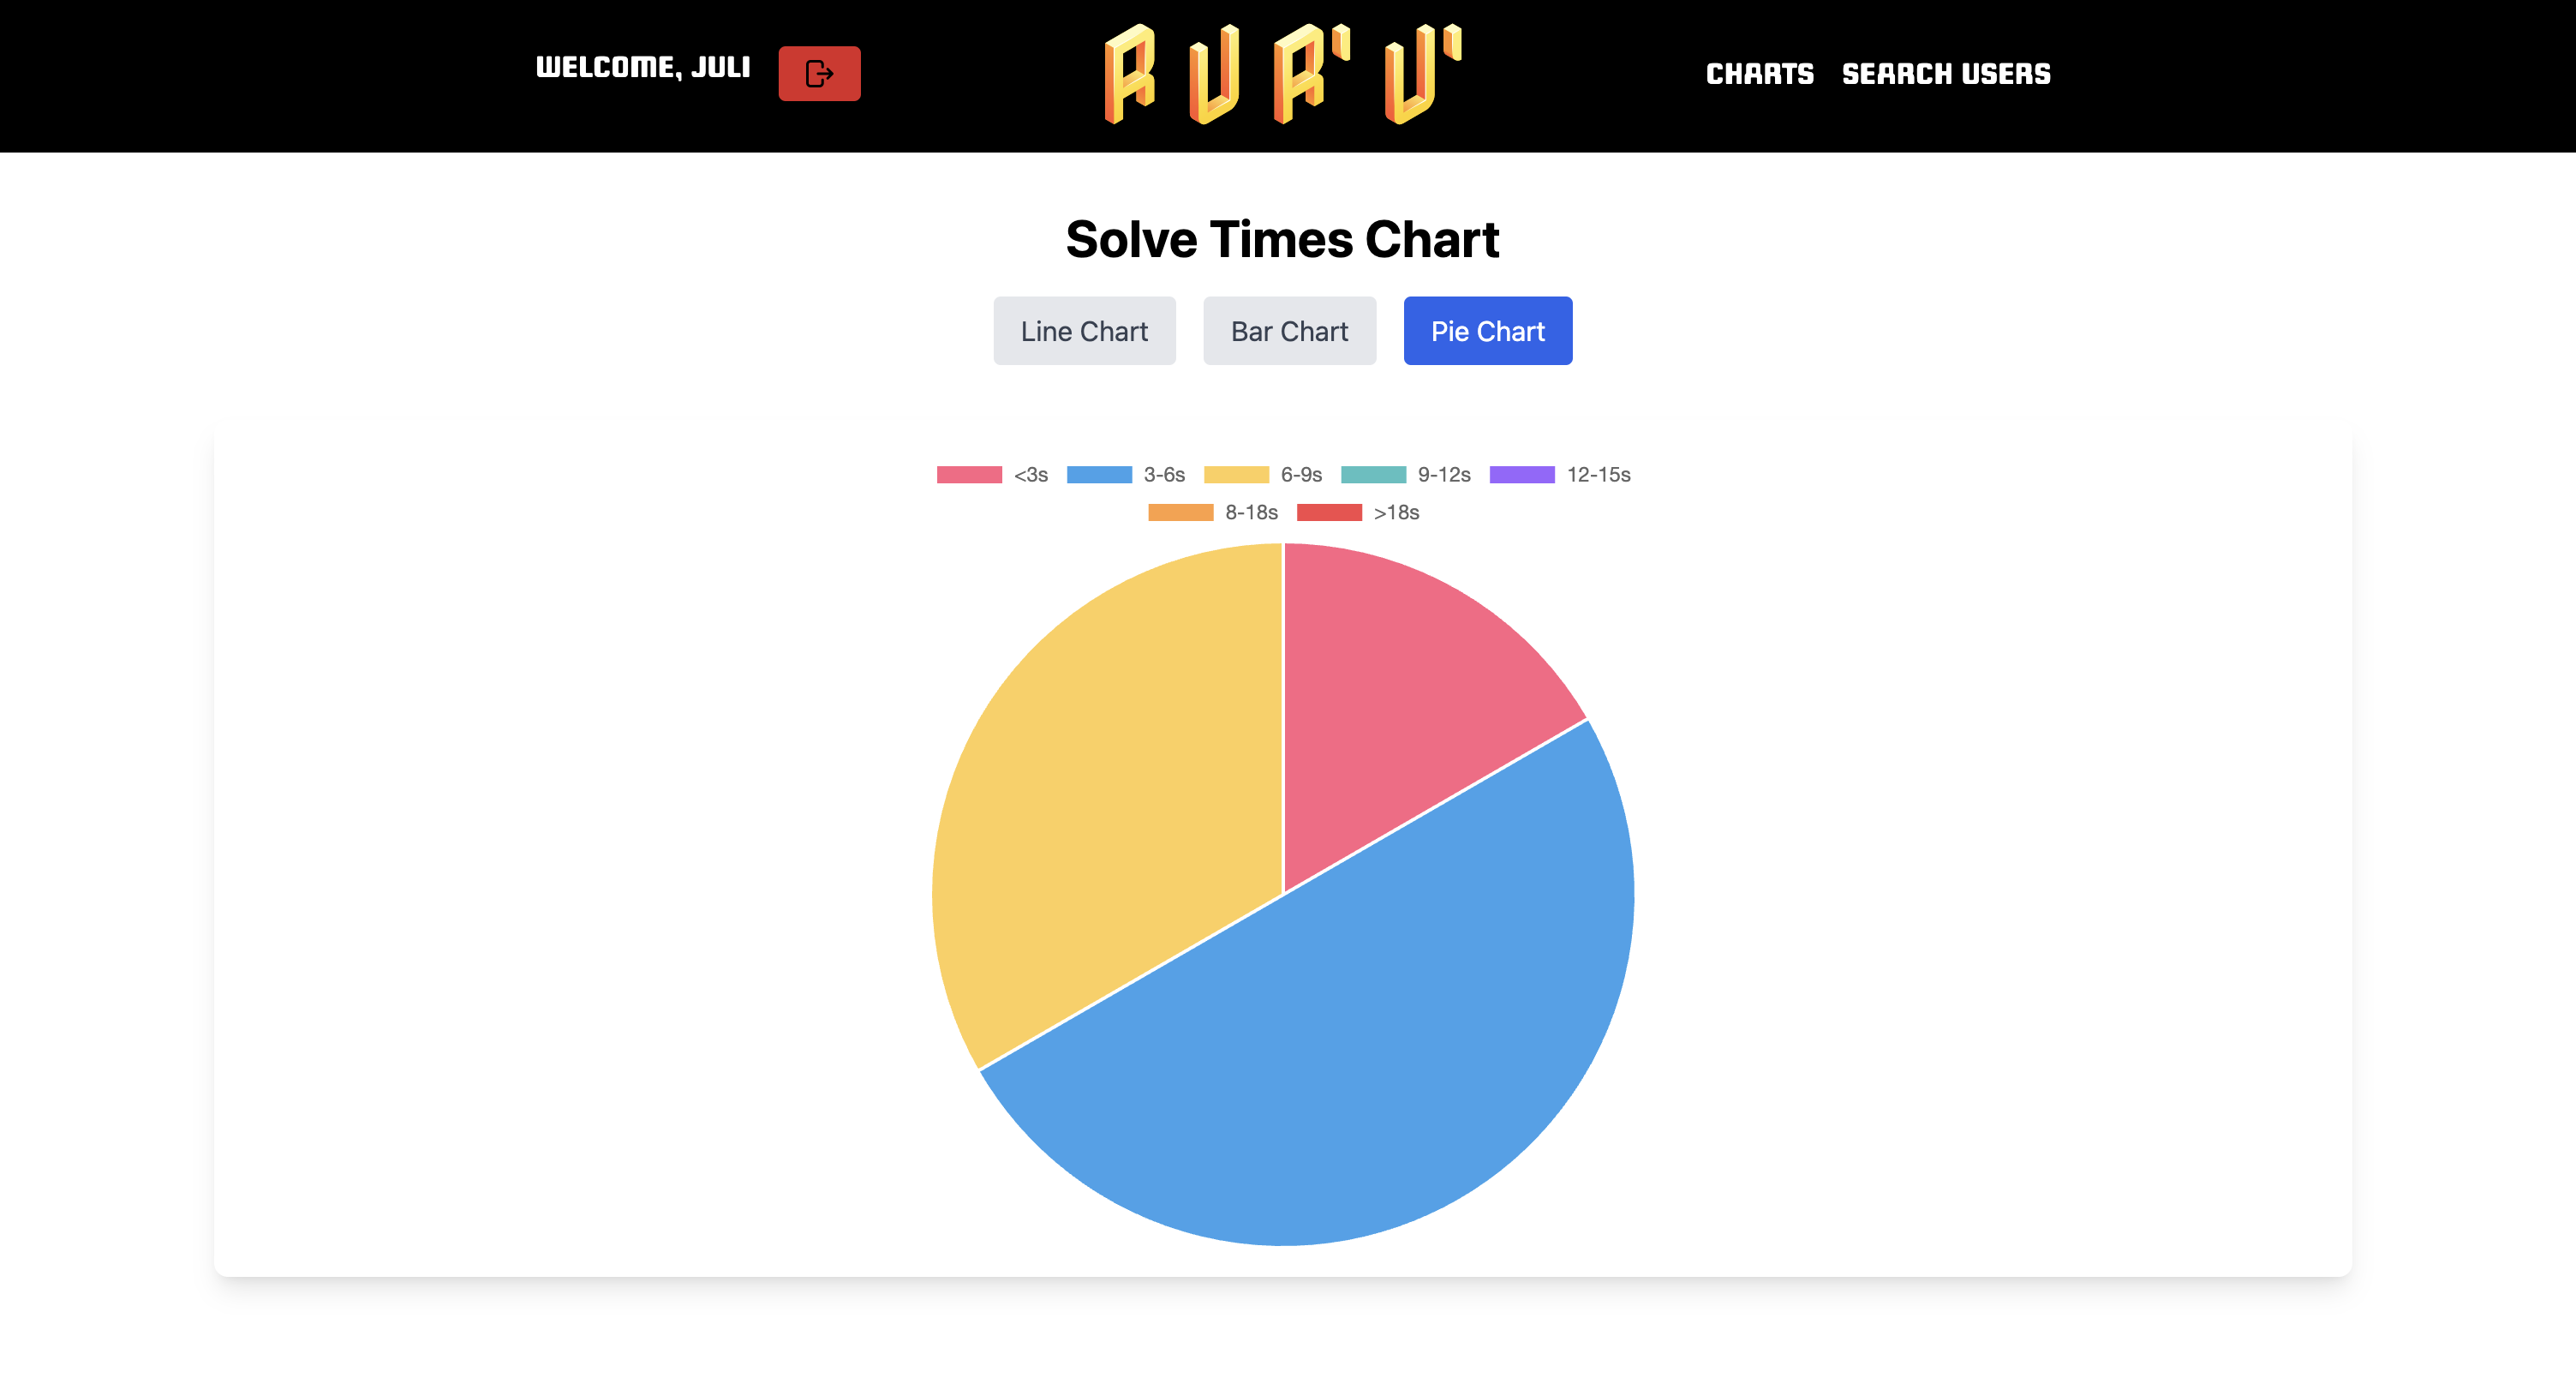 WELCOME, JULI
R U R' U'
CHARTS SEARCH USERS
Solve Times Chart
Line Chart Bar Chart Pie Chart
<3s 3-6s 6-9s 9-12s 12-15s
8-18s >18s